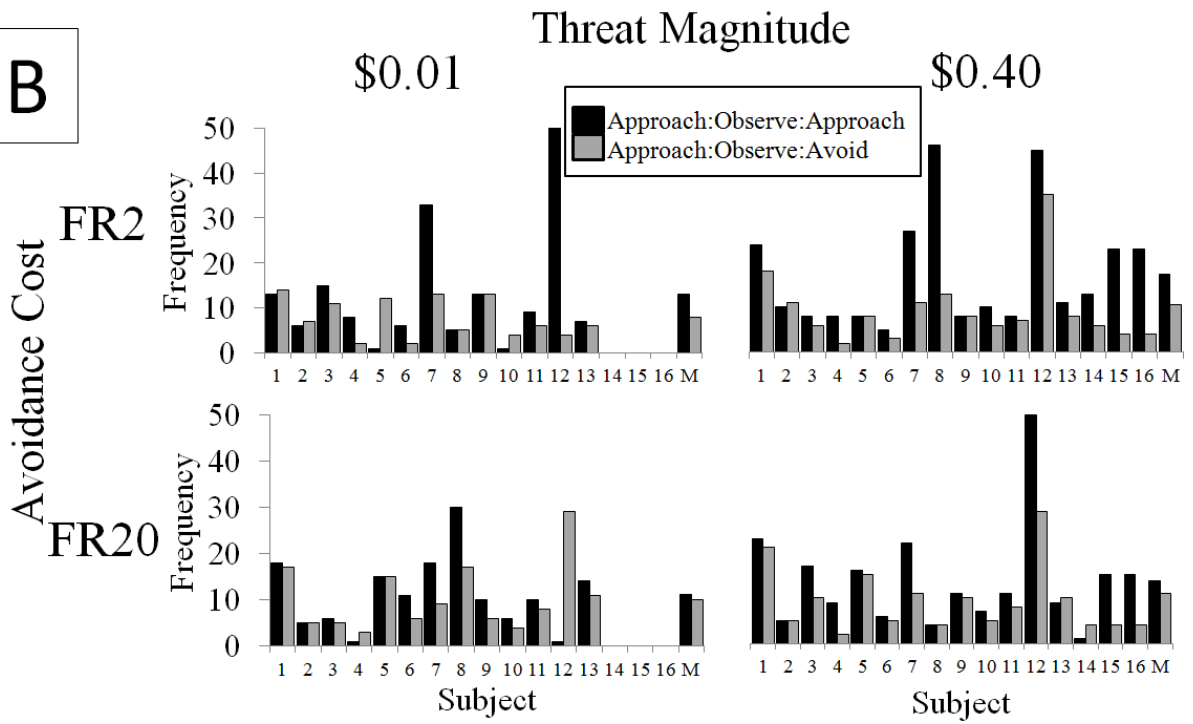 B
Threat Magnitude
$0.01
$0.40
Approach:Observe:Approach
Approach:Observe:Avoid
Avoidance Cost
FR2
Frequency
50
40
30
20
10
0
1 2 3 4 5 6 7 8 9 10 11 12 13 14 15 16 M
1 2 3 4 5 6 7 8 9 10 11 12 13 14 15 16 M
FR20
Frequency
50
40
30
20
10
0
1 2 3 4 5 6 7 8 9 10 11 12 13 14 15 16 M
1 2 3 4 5 6 7 8 9 10 11 12 13 14 15 16 M
Subject
Subject